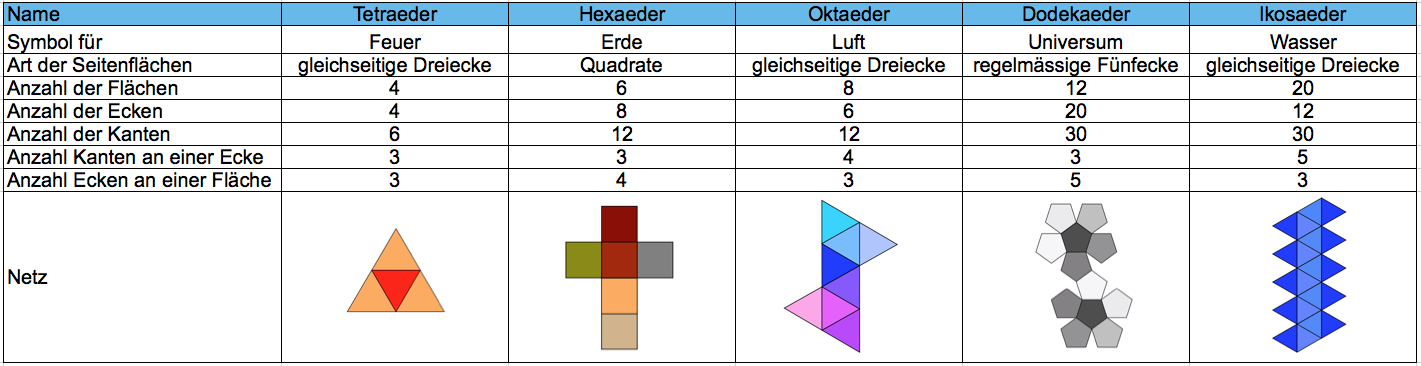 Name Tetraeder Hexaeder Oktaeder Dodekaeder Ikosaeder
Symbol für Feuer Erde Luft Universum Wasser
Art der Seitenflächen gleichseitige Dreiecke Quadrate gleichseitige Dreiecke regelmässige Fünfecke gleichseitige Dreiecke
Anzahl der Flächen 4 6 8 12 20
Anzahl der Ecken 4 8 6 20 12
Anzahl der Kanten 6 12 12 30 30
Anzahl Kanten an einer Ecke 3 3 4 3 5
Anzahl Ecken an einer Fläche 3 4 3 5 3
Netz